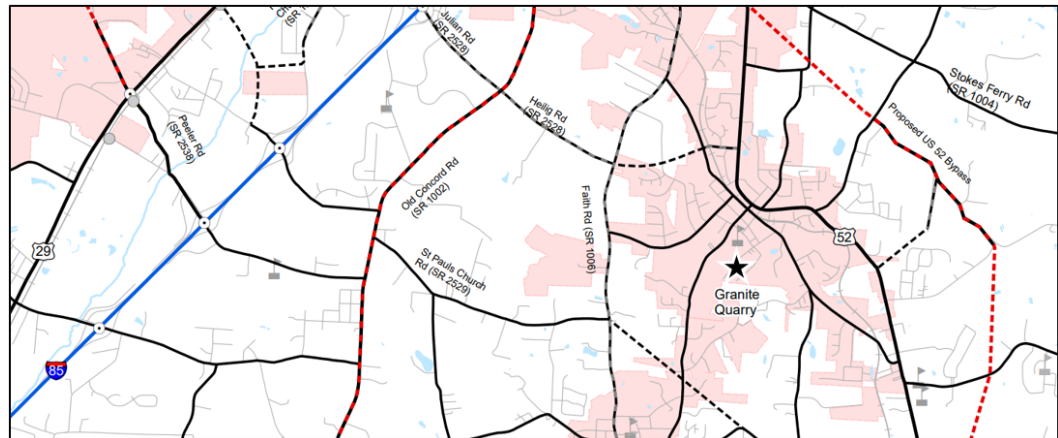 Julian Rd
(SR 2528)
Stokes Ferry Rd
(SR 1004)
Heilig Rd
(SR 2528)
Peeler Rd
(SR 2538)
Proposed US 52 Bypass
Old Concord Rd
(SR 1002)
Faith Rd (SR 1006)
29
52
St Pauls Church
Rd (SR 2529)
Granite
Quarry
85